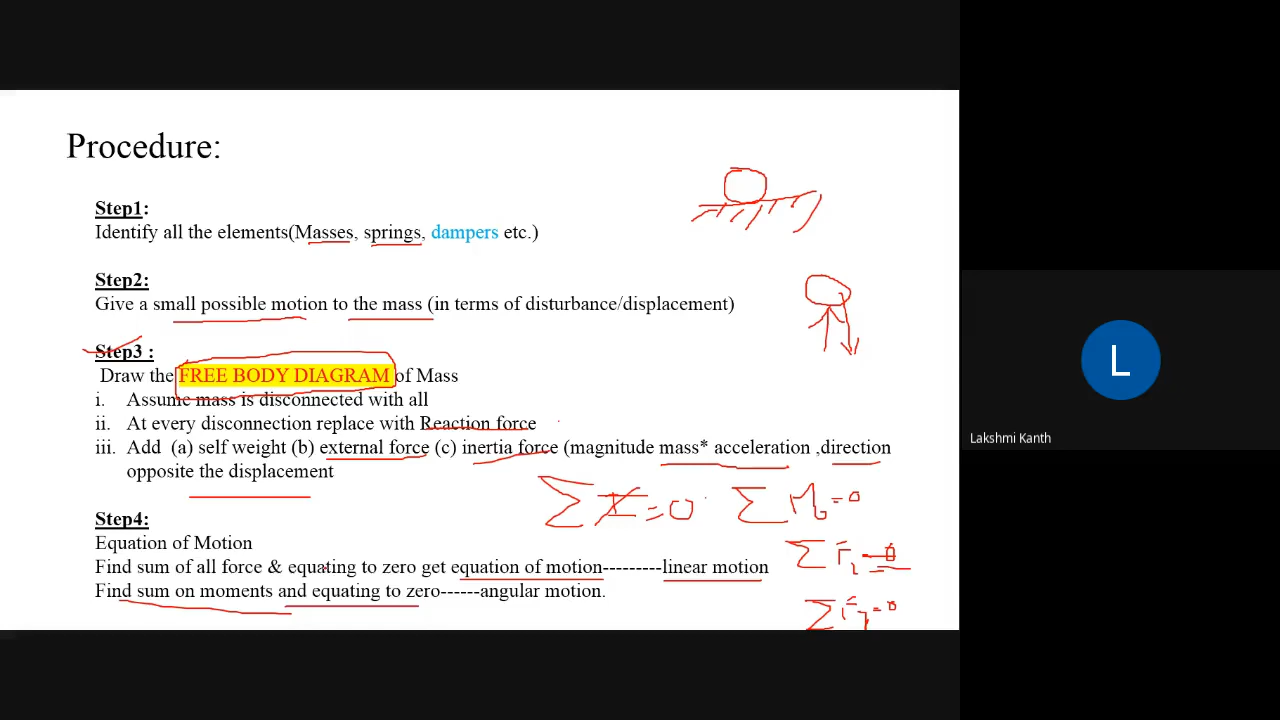 Procedure:
Step1:
Identify all the elements(Masses, springs, dampers etc.)
Step2:
Give a small possible motion to the mass (in terms of disturbance/displacement)
Step3 :
Draw the FREE BODY DIAGRAM of Mass
i. Assume mass is disconnected with all
ii. At every disconnection replace with Reaction force
iii. Add (a) self weight (b) external force (c) inertia force (magnitude mass* acceleration ,direction
opposite the displacement
Step4:
Equation of Motion
Find sum of all force & equating to zero get equation of motion---------linear motion
Find sum on moments and equating to zero------angular motion.
L
Lakshmi Kanth